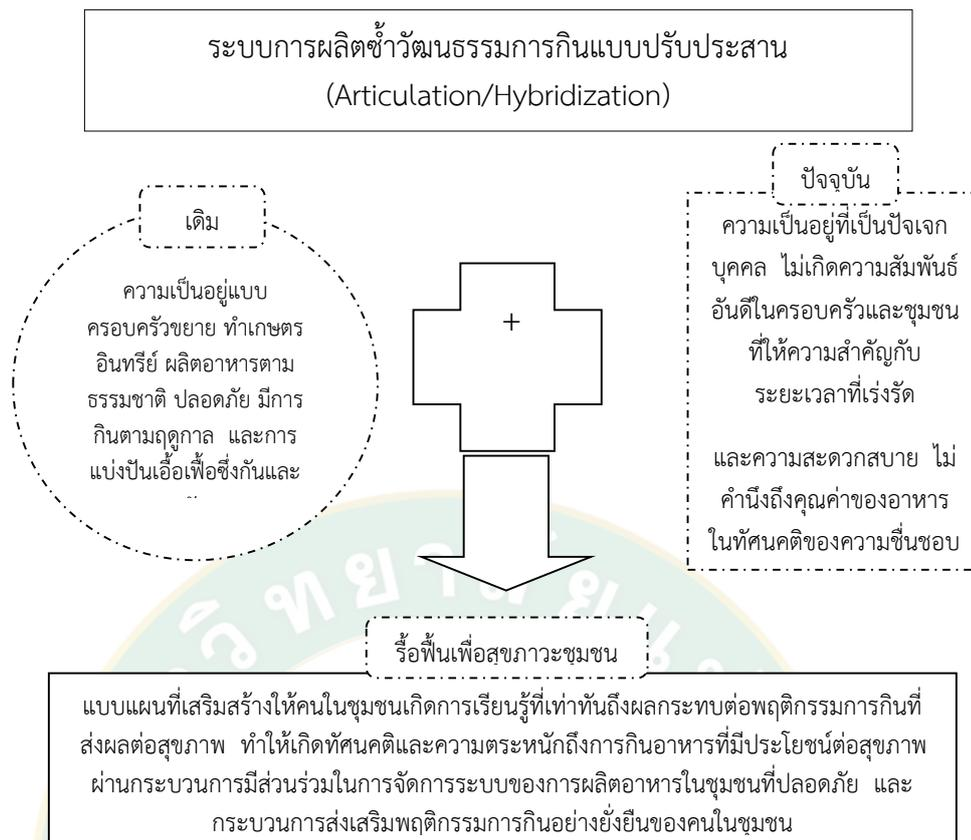 ระบบการผลิตซ้ำวัฒนธรรมการกินแบบปรับประสาน
(Articulation/Hybridization)
เดิม
ความเป็นอยู่แบบ
ครอบครัวขยาย ทำเกษตร
อินทรีย์ ผลิตอาหารตาม
ธรรมชาติ ปลอดภัย มีการ
กินตามฤดูกาล และการ
แบ่งปันเอื้อเฟื้อซึ่งกันและ
+
ปัจจุบัน
ความเป็นอยู่ที่เป็นปัจเจก
บุคคล ไม่เกิดความสัมพันธ์
อันดีในครอบครัวและชุมชน
ที่ให้ความสำคัญกับ
ระยะเวลาที่เร่งรัด
และความสะดวกสบาย ไม่
คำนึงถึงคุณค่าของอาหาร
ในทัศนคติของความชื่นชอบ
รื้อฟื้นเพื่อสุขภาวะชุมชน
แบบแผนที่เสริมสร้างให้คนในชุมชนเกิดการเรียนรู้ที่เท่าทันถึงผลกระทบต่อพฤติกรรมการกินที่
ส่งผลต่อสุขภาพ ทำให้เกิดทัศนคติและความตระหนักถึงการกินอาหารที่มีประโยชน์ต่อสุขภาพ
ผ่านกระบวนการมีส่วนร่วมในการจัดการระบบของการผลิตอาหารในชุมชนที่ปลอดภัย และ
กระบวนการส่งเสริมพฤติกรรมการกินอย่างยั่งยืนของคนในชุมชน